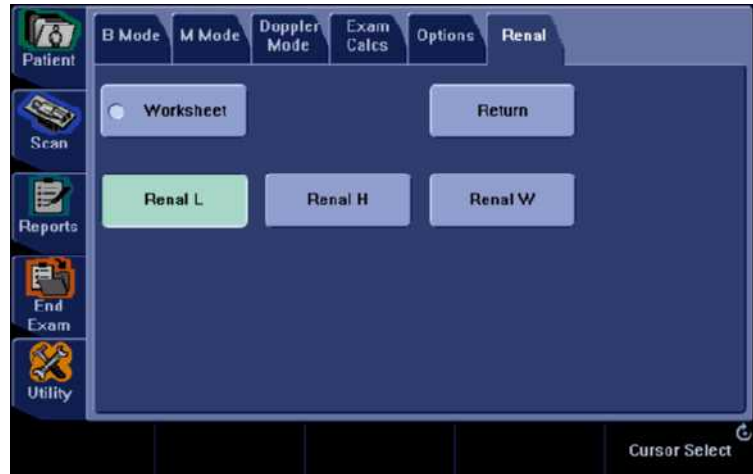 Patient
B Mode
M Mode
Doppler
Mode
Exam
Calcs
Options
Renal
Worksheet
Return
Scan
Renal L
Renal H
Renal W
Reports
End
Exam
Utility
Cursor Select